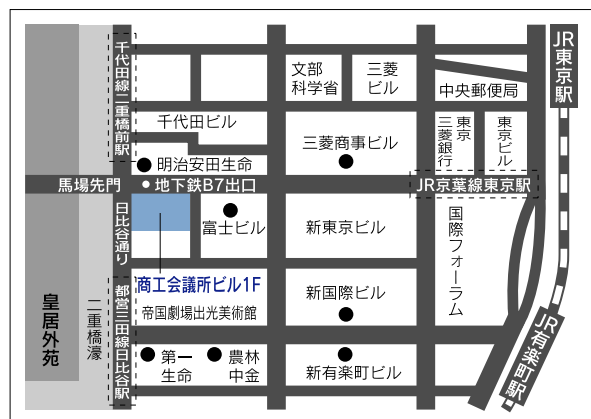 JR東京駅
千代田線二重橋前駅
文部
科学省
三菱
ビル
中央郵便局
千代田ビル
三菱商事ビル
東京
三菱銀行
東京ビル
明治安田生命
馬場先門
地下鉄B7出口
JR京葉線東京駅
日比谷通り
富士ビル
新東京ビル
国際フォーラム
商工会議所ビル1F
帝国劇場出光美術館
新国際ビル
皇居外苑
二重橋濠
都営三田線日比谷駅
JR有楽町駅
第一
生命
農林
中金
新有楽町ビル